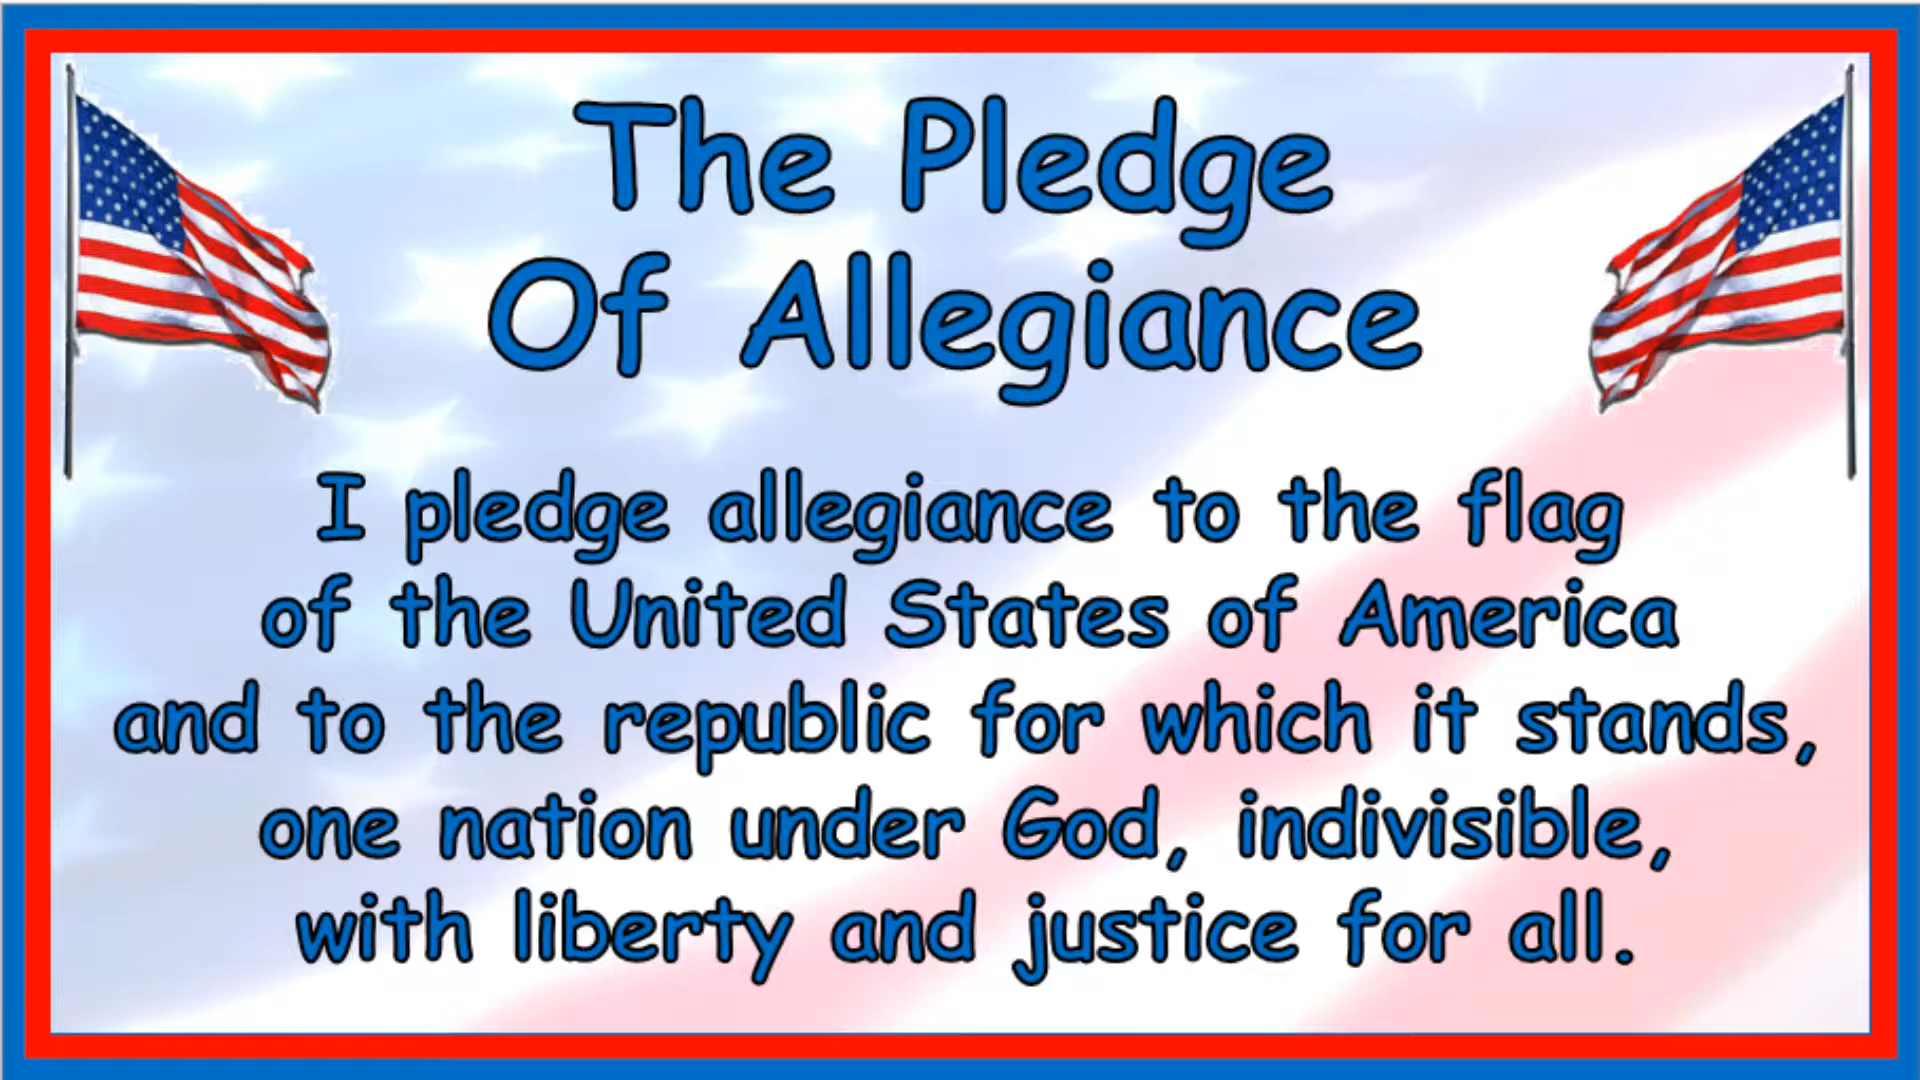 The Pledge
Of Allegiance
I pledge allegiance to the flag
of the United States of America
and to the republic for which it stands,
one nation under God, indivisible,
with liberty and justice for all.